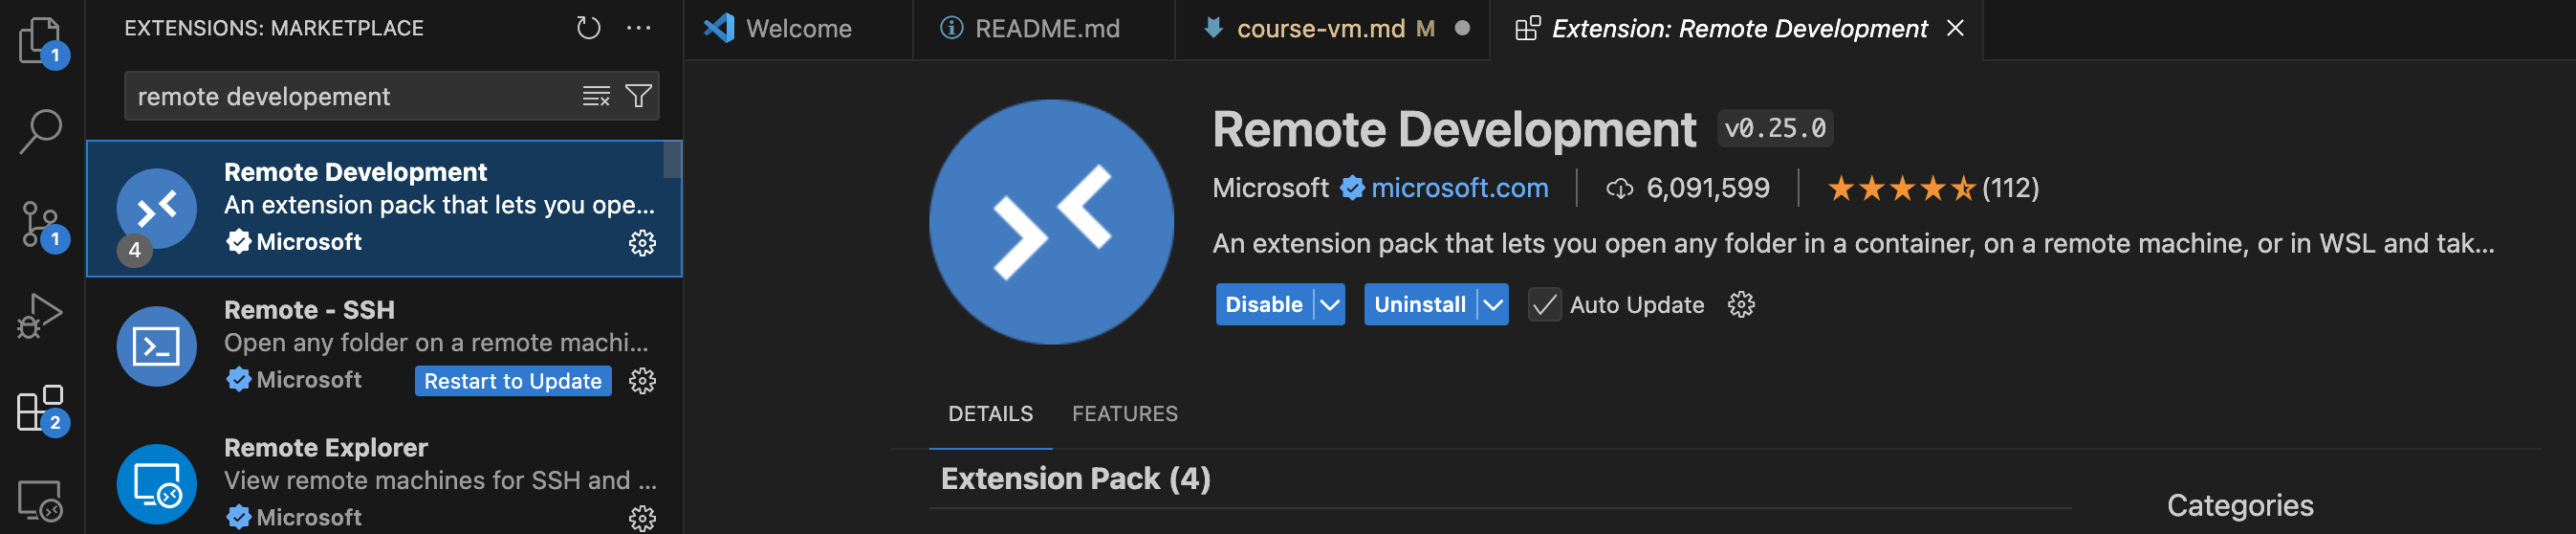 EXTENSIONS: MARKETPLACE
remote developement
Remote Development
An extension pack that lets you ope...
Microsoft
4
Remote - SSH
Open any folder on a remote machi...
Microsoft
Restart to Update
Remote Explorer
View remote machines for SSH and ...
Microsoft
1
1
2
Welcome
README.md
course-vm.md M
Extension: Remote Development
Remote Development v0.25.0
Microsoft microsoft.com 6,091,599 (112)
An extension pack that lets you open any folder in a container, on a remote machine, or in WSL and tak...
Disable Uninstall Auto Update
DETAILS FEATURES
Extension Pack (4)
Categories